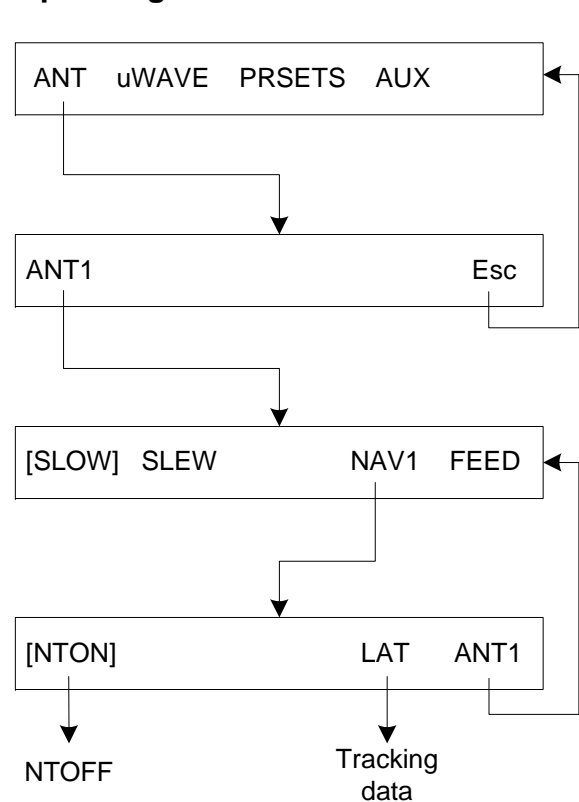 ANT uWAVE PRSETS AUX
ANT1 Esc
[SLOW] SLEW NAV1 FEED
[NTON] LAT ANT1
NTOFF
Tracking
data